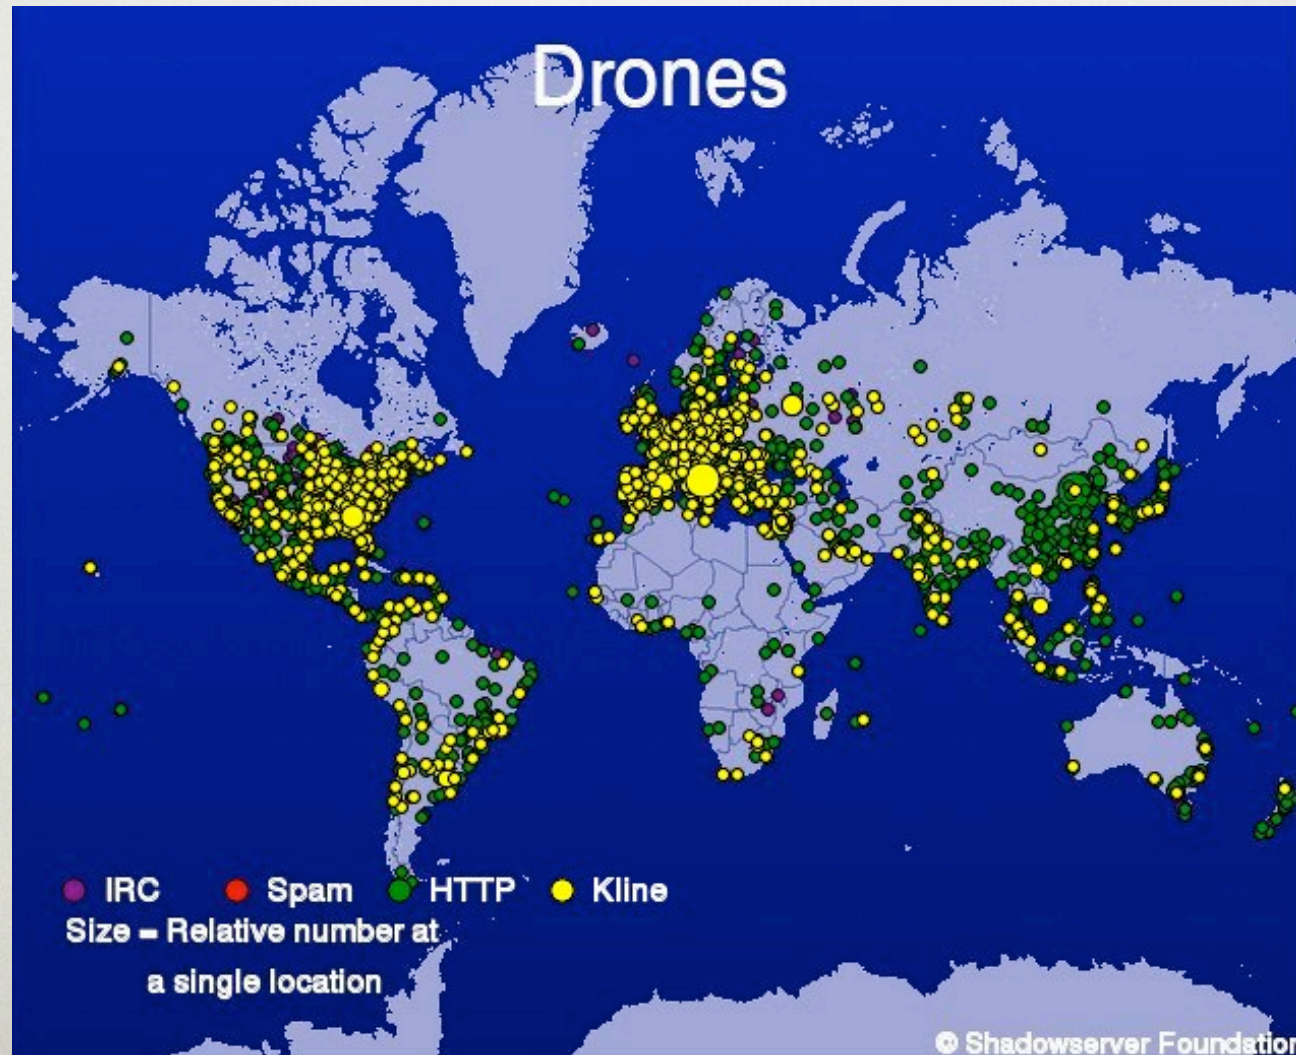 Drones
IRC Spam HTTP Kline
Size = Relative number at
a single location
© Shadowserver Foundation